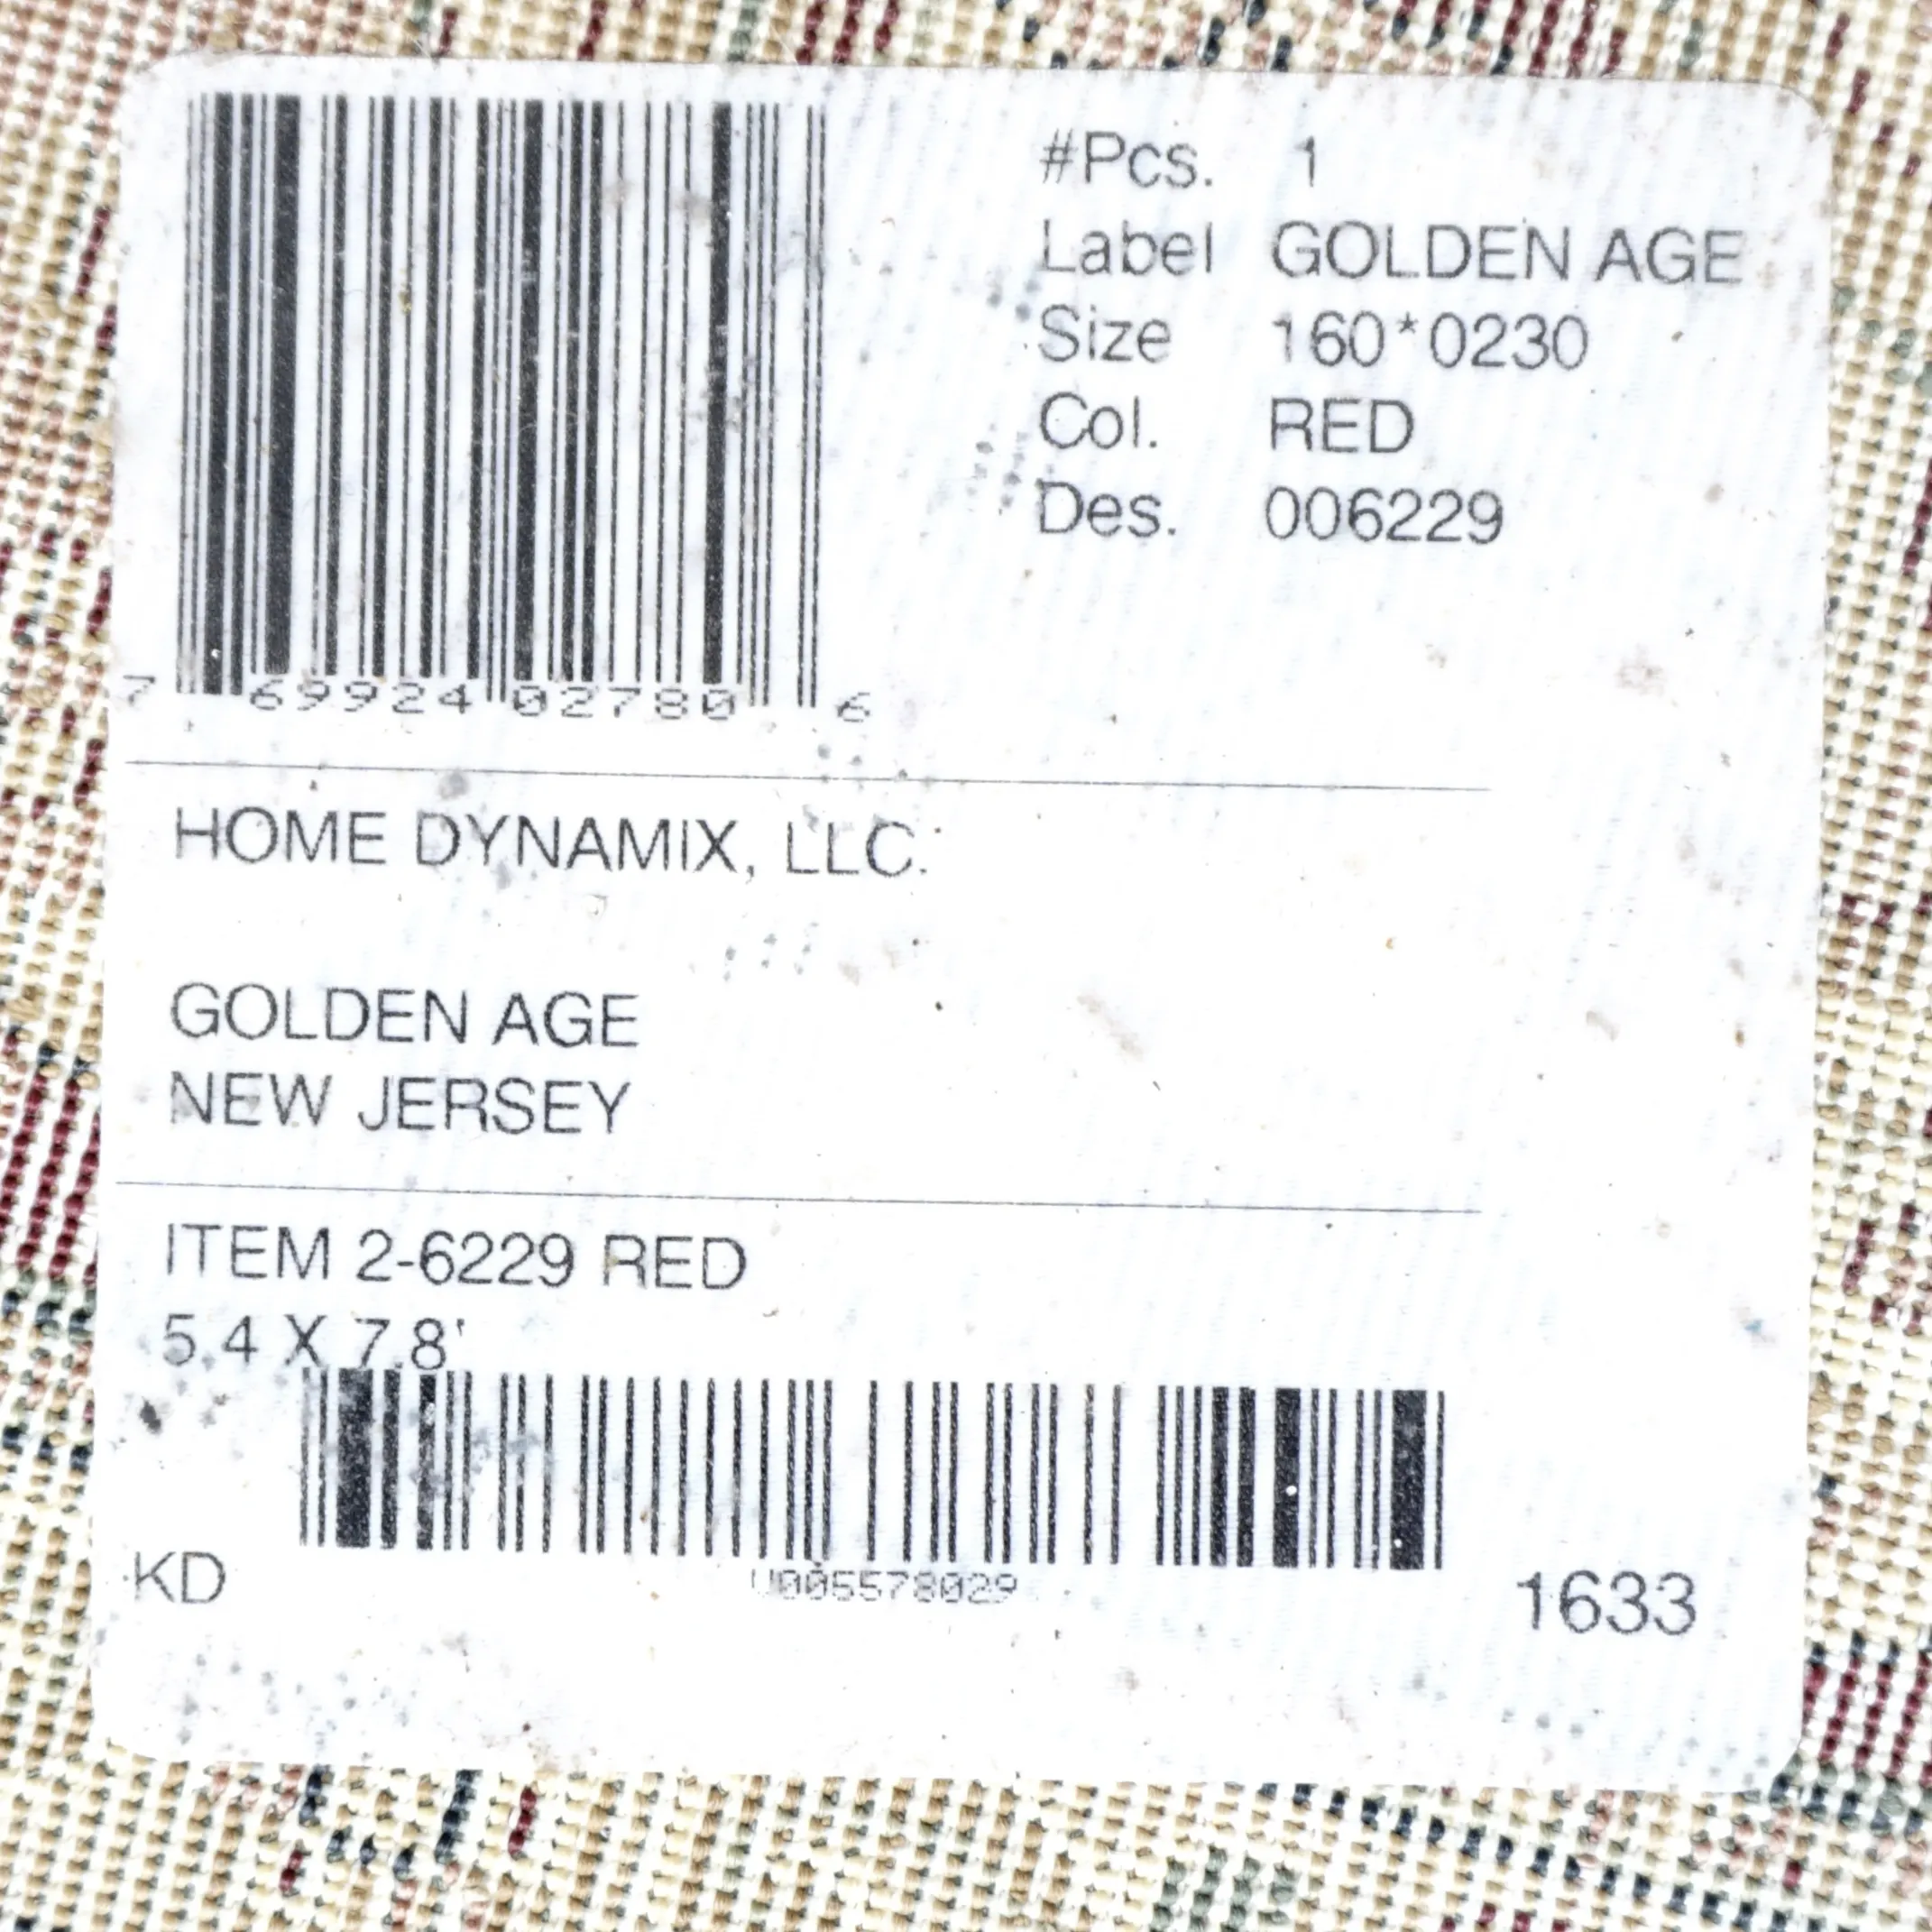 #Pcs. 1
Label GOLDEN AGE
Size 160*0230
Col. RED
Des. 006229
7 69924 02780 6
HOME DYNAMIX, LLC.
GOLDEN AGE
NEW JERSEY
ITEM 2-6229 RED
5.4 X 7.8'
U005578029
KD
1633